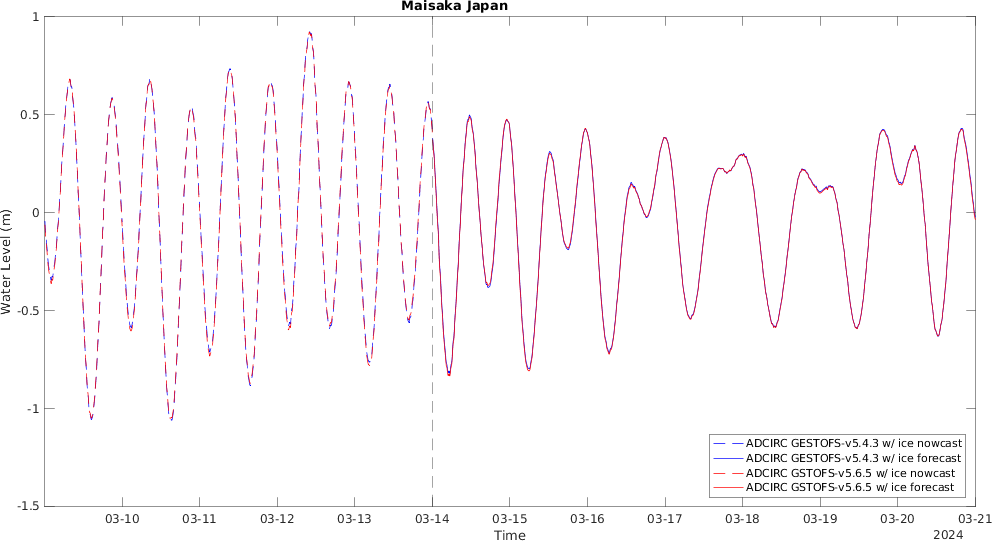 Maisaka Japan
1
0.5
0
-0.5
-1
-1.5
Water Level (m)
ADCIRC GESTOFS-v5.4.3 w/ ice nowcast
ADCIRC GESTOFS-v5.4.3 w/ ice forecast
ADCIRC GSTOFS-v5.6.5 w/ ice nowcast
ADCIRC GSTOFS-v5.6.5 w/ ice forecast
03-10 03-11 03-12 03-13 03-14 03-15 03-16 03-17 03-18 03-19 03-20 03-21
Time
2024